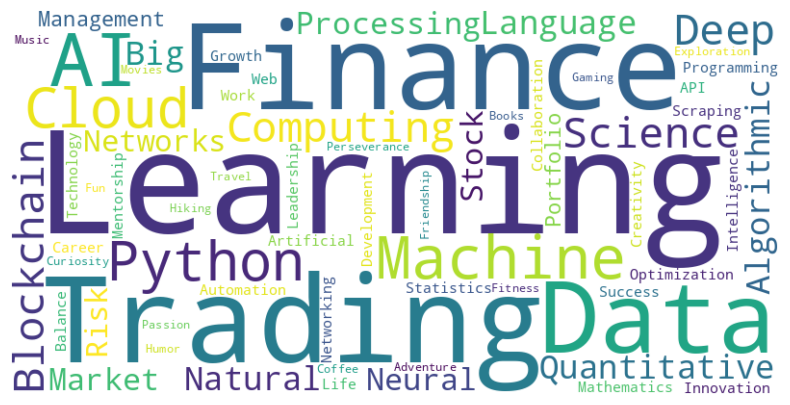 Management
Processing
Language
Deep
Music
AI
Big
Growth
Finance
Exploration
Movies
Web
Gaming
Programming
Work
API
Cloud
Books
Collaboration
Scraping
Networks
Computing
Stock
Science
Algorithmic
Technology
Mentorship
Perseverance
Portfolio
Blockchain
Learning
Leadership
Fun
Travel
Friendship
Creativity
Intelligence
Hiking
Development
Career
Python
Artificial
Machine
Curiosity
Optimization
Trading
Data
Automation
Statistics
Fitness
Success
Balance
Risk
Passion
Networking
Humor
Market
Natural
Coffee
Life
Neural
Adventure
Quantitative
Mathematics
Innovation